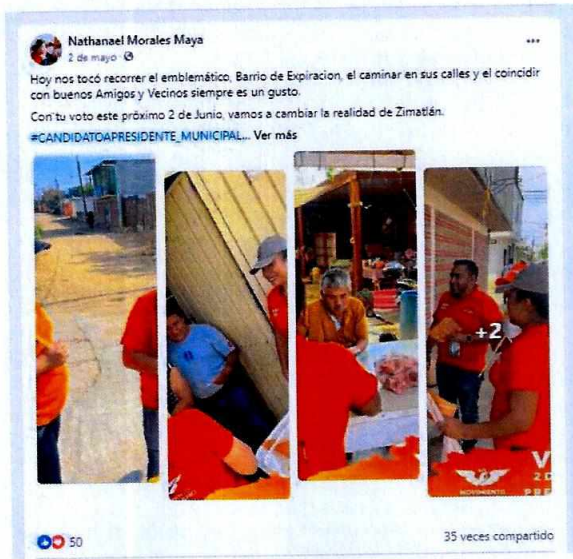 Nathanael Morales Maya
2 de mayo
Hoy nos tocó recorrer el emblemático, Barrio de Expiracion, el caminar en sus calles y el coincidir
con buenos Amigos y Vecinos siempre es un gusto.
Con tu voto este próximo 2 de Junio, vamos a cambiar la realidad de Zimatlán.
#CANDIDATOAPRESIDENTE_MUNICIPAL... Ver más
+2
V
2 D
MOVIMIENTO
PRE
50
35 veces compartido